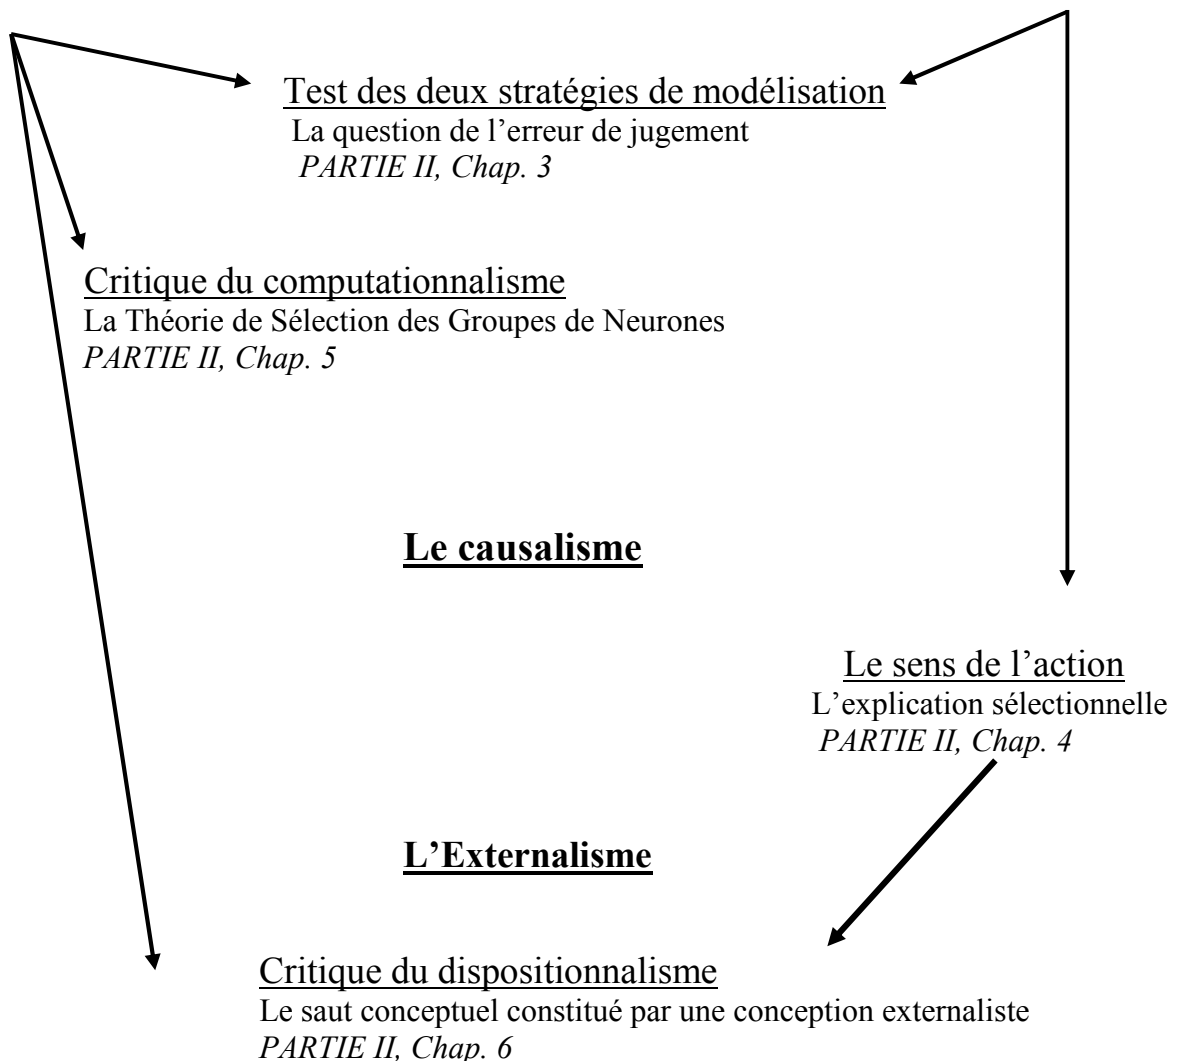 Test des deux stratégies de modélisation
La question de l’erreur de jugement
PARTIE II, Chap. 3
Critique du computationnalisme
La Théorie de Sélection des Groupes de Neurones
PARTIE II, Chap. 5
Le causalisme
Le sens de l’action
L’explication sélectionnelle
PARTIE II, Chap. 4
L’Externalisme
Critique du dispositionnalisme
Le saut conceptuel constitué par une conception externaliste
PARTIE II, Chap. 6